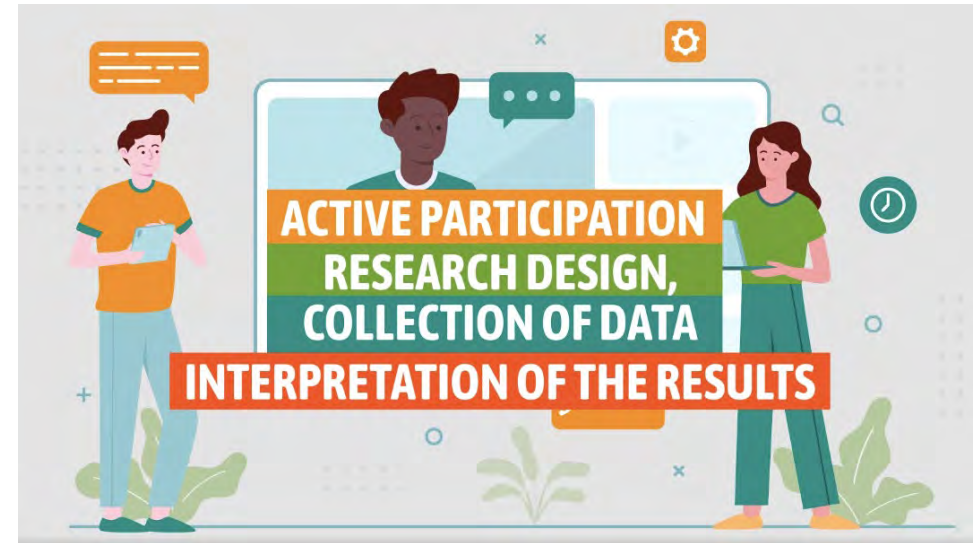 ACTIVE PARTICIPATION
RESEARCH DESIGN,
COLLECTION OF DATA
INTERPRETATION OF THE RESULTS